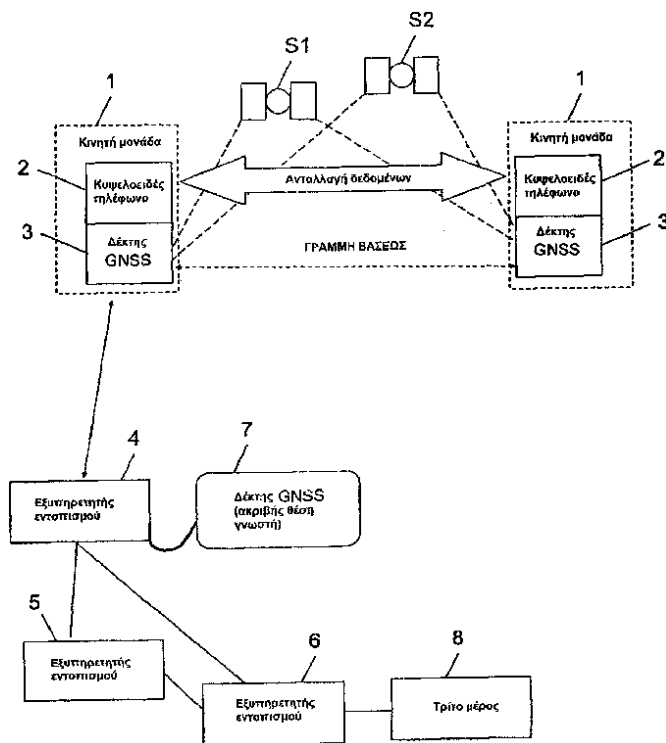 S1
S2
1
1
Κινητή μονάδα
Κινητή μονάδα
2
Κυψελοειδές
τηλέφωνο
Ανταλλαγή δεδομένων
Κυψελοειδές
τηλέφωνο
2
3
Δέκτης
GNSS
ΓΡΑΜΜΗ ΒΑΣΕΩΣ
Δέκτης
GNSS
3
4
7
Εξυπηρετητής
εντοπισμού
Δέκτης GNSS
(ακριβής θέση
γνωστή)
5
6
8
Εξυπηρετητής
εντοπισμού
Εξυπηρετητής
εντοπισμού
Τρίτο μέρος